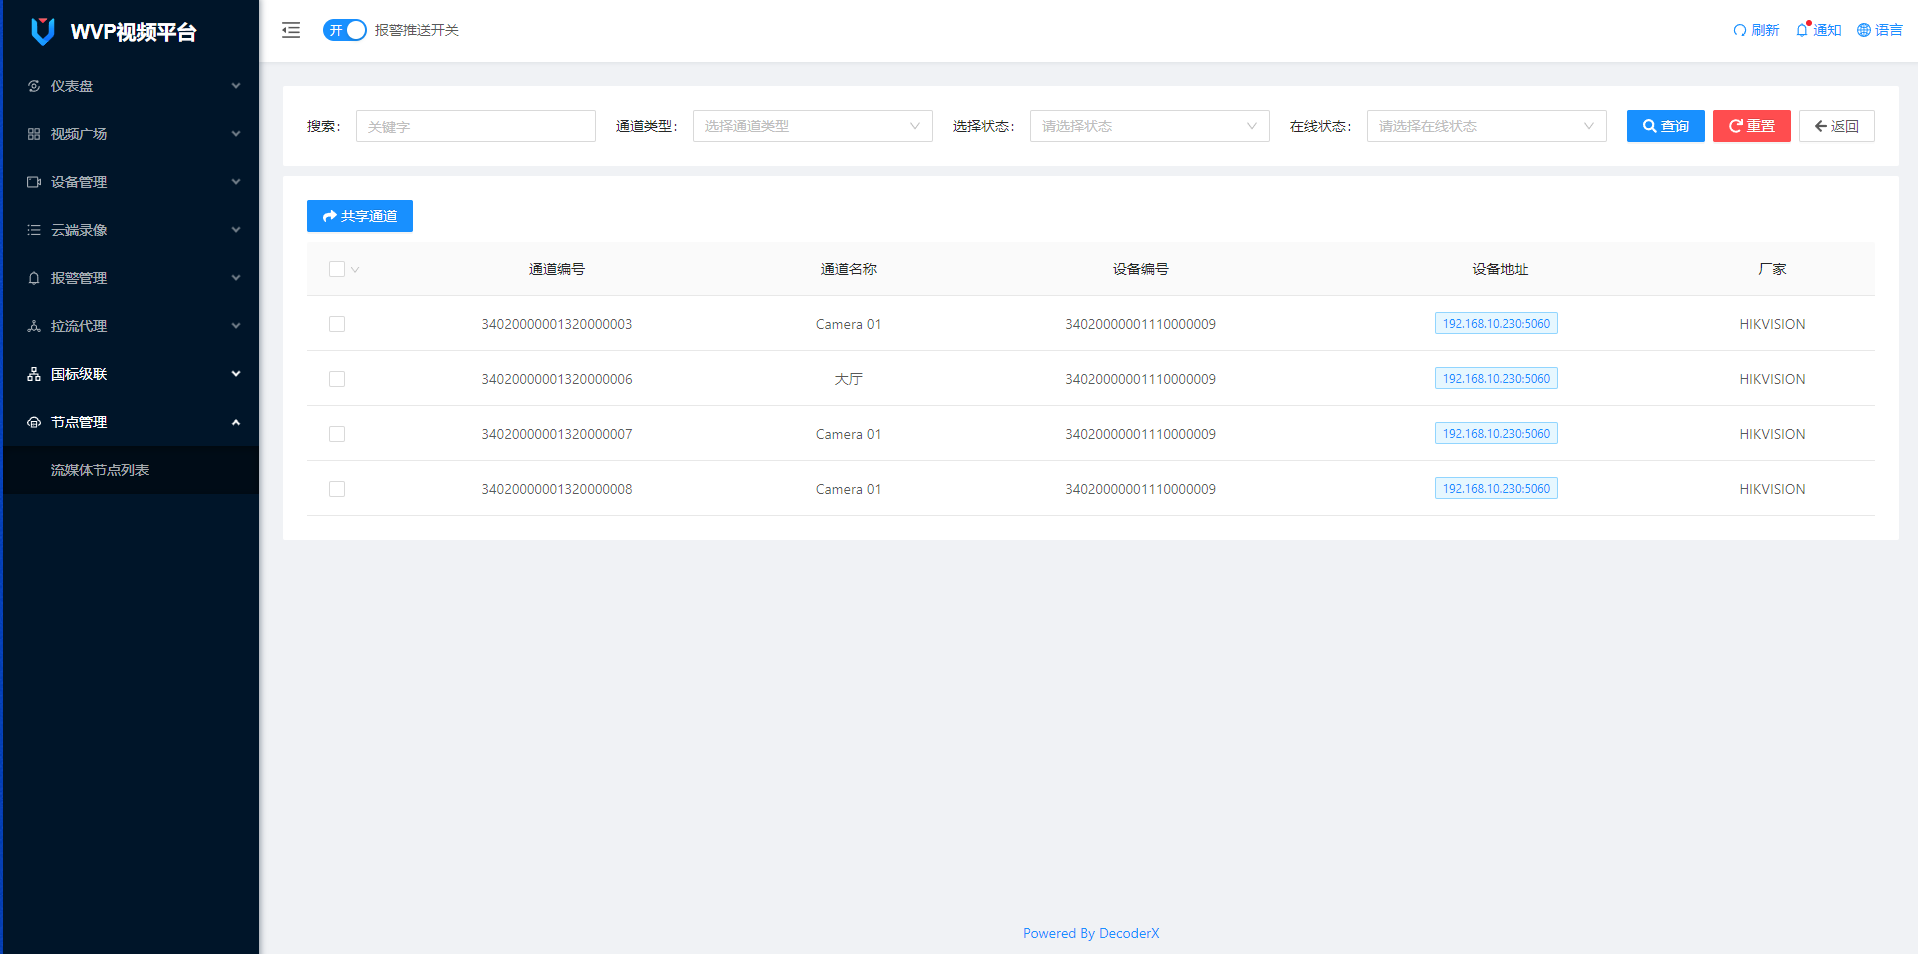 WVP视频平台
开 报警推送开关
刷新 通知 语言
仪表盘
视频广场
设备管理
云端录像
报警管理
拉流代理
国标级联
节点管理
流媒体节点列表
搜索： 关键字 通道类型： 选择通道类型 选择状态： 请选择状态 在线状态： 请选择在线状态 查询 重置 返回
共享通道
通道编号 通道名称 设备编号 设备地址 厂家
34020000001320000003 Camera 01 34020000001110000009 192.168.10.230:5060 HIKVISION
34020000001320000006 大厅 34020000001110000009 192.168.10.230:5060 HIKVISION
34020000001320000007 Camera 01 34020000001110000009 192.168.10.230:5060 HIKVISION
34020000001320000008 Camera 01 34020000001110000009 192.168.10.230:5060 HIKVISION
Powered By DecoderX